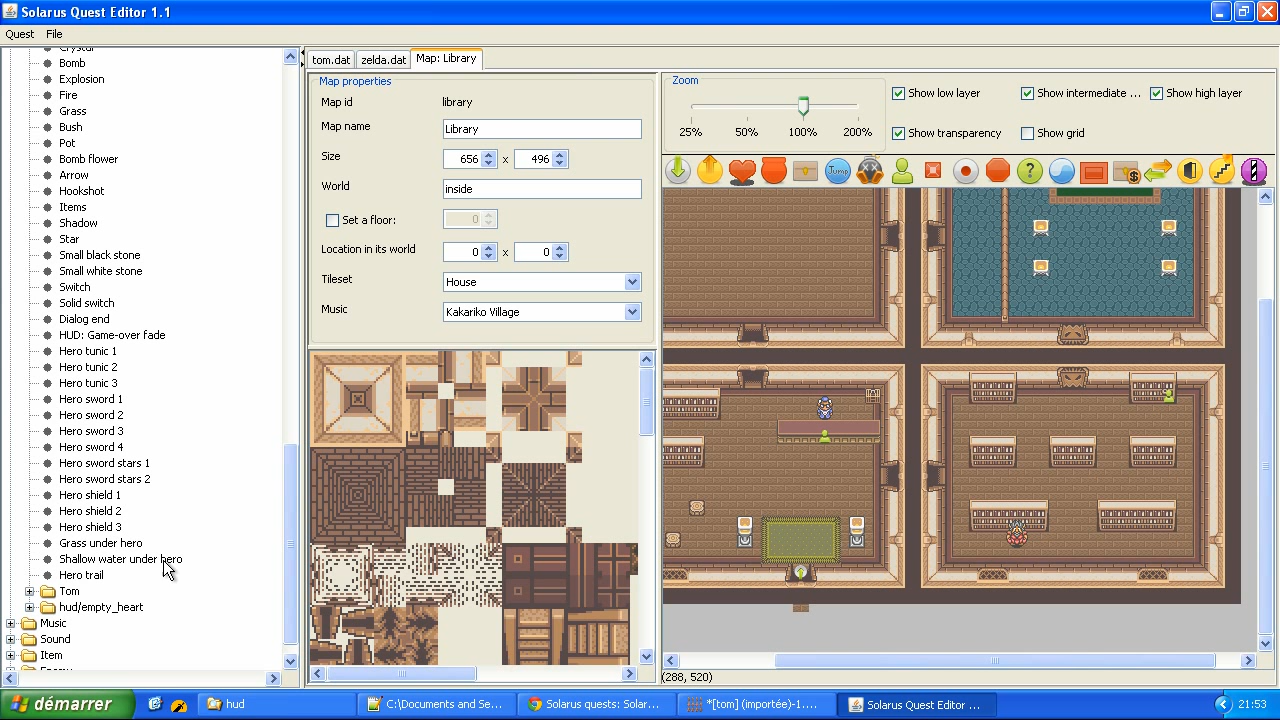 Solarus Quest Editor 1.1
Quest File
Crystal
Bomb
Explosion
Fire
Grass
Bush
Pot
Bomb flower
Arrow
Hookshot
Items
Shadow
Star
Small black stone
Small white stone
Switch
Solid switch
Dialog end
HUD: Game-over fade
Hero tunic 1
Hero tunic 2
Hero tunic 3
Hero sword 1
Hero sword 2
Hero sword 3
Hero sword 4
Hero sword stars 1
Hero sword stars 2
Hero shield 1
Hero shield 2
Hero shield 3
Grass under hero
Shallow water under hero
Hero trail
Tom
hud/empty_heart
Music
Sound
Item
tom.dat zelda.dat Map: Library
Map properties
Map id library
Map name Library
Size 656 x 496
World inside
Set a floor: 0
Location in its world 0 x 0
Tileset House
Music Kakariko Village
Zoom
25% 50% 100% 200%
Show low layer Show intermediate ... Show high layer
Show transparency Show grid
Jump ? $
(288, 520)
démarrer hud C:\Documents and Se... Solarus quests: Solar... *[tom] (importée)-1.... Solarus Quest Editor ... 21:53